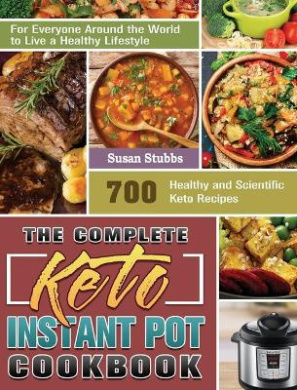 For Everyone Around the World
to Live a Healthy Lifestyle
Susan Stubbs
700
Healthy and Scientific
Keto Recipes
THE COMPLETE
Keto
INSTANT POT
COOKBOOK